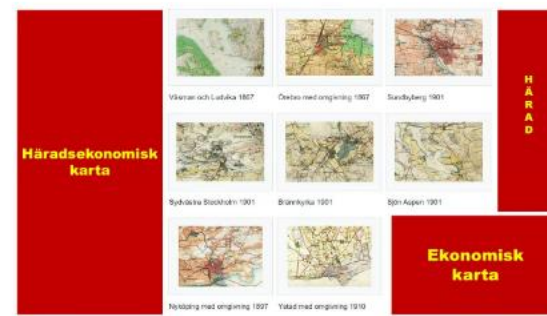 Häradsekonomisk
karta
Väsman och Ludvika 1867
Örebro med omgivning 1867
Sundbyberg 1901
H
Ä
R
A
D
Sydvästra Stockholm 1901
Brännkyrka 1901
Sjön Aspen 1901
Nyköping med omgivning 1897
Ystad med omgivning 1910
Ekonomisk
karta